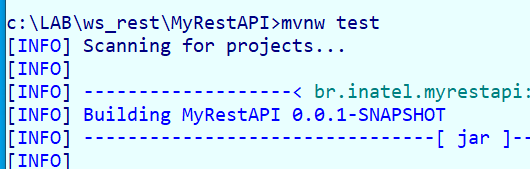 c:\LAB\ws_rest\MyRestAPI>mvnw test
[INFO] Scanning for projects...
[INFO]
[INFO] -------------------< br.inatel.myrestapi:
[INFO] Building MyRestAPI 0.0.1-SNAPSHOT
[INFO] --------------------------------[ jar ]--
[INFO]